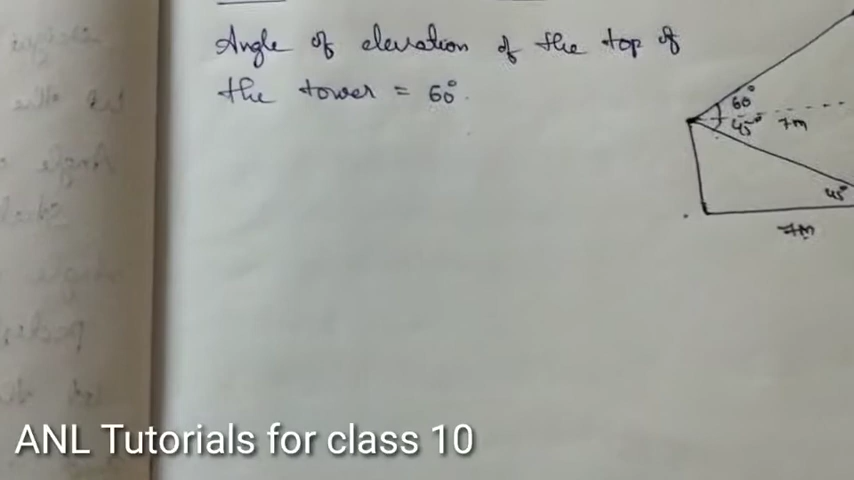 Angle of elevation of the top of
the tower = 60°.
60°
45° 7m
45°
7m
ANL Tutorials for class 10